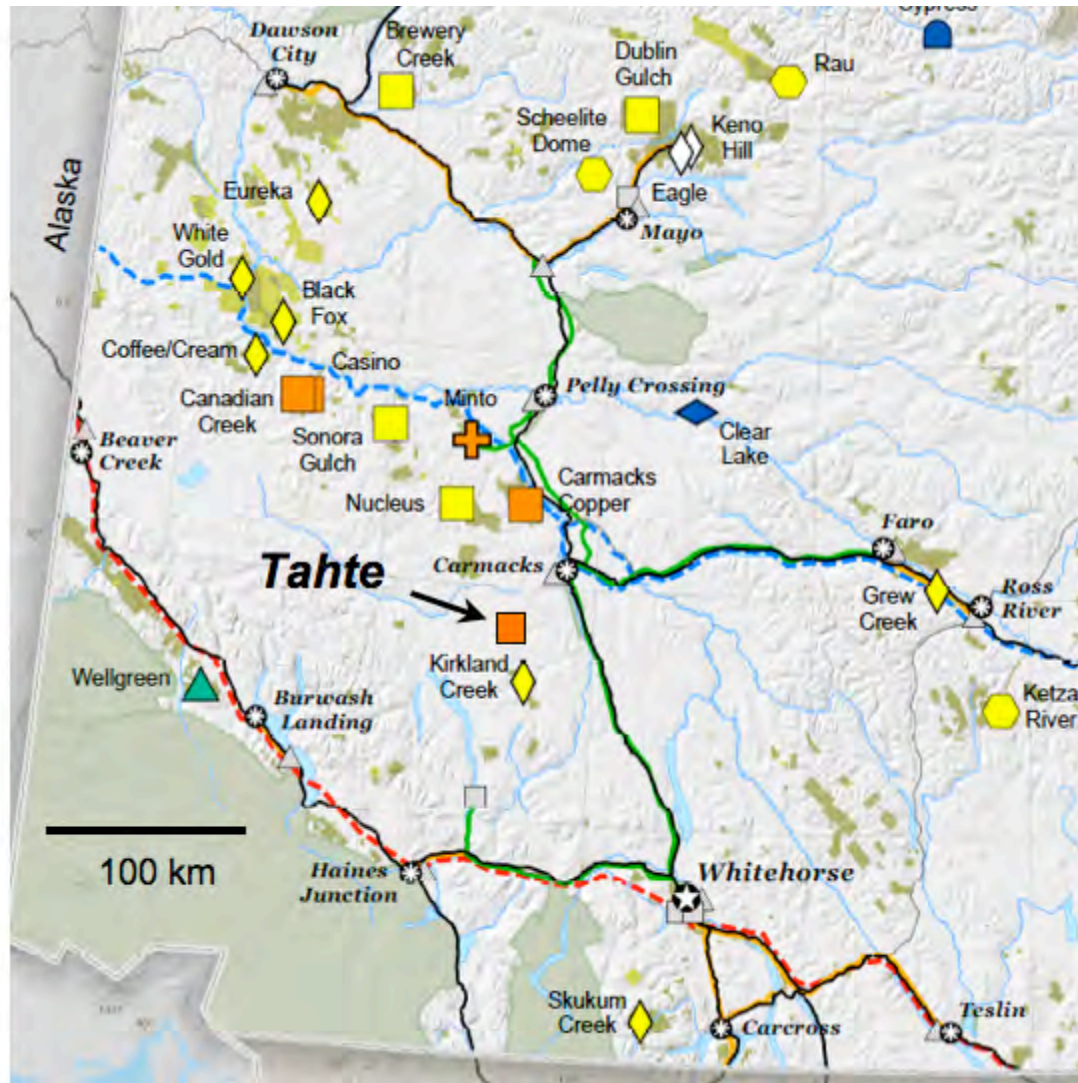 Cypress
Dawson
City
Brewery
Creek
Dublin
Gulch
Rau
Scheelite
Dome
Keno
Hill
Eagle
Mayo
Eureka
Alaska
White
Gold
Black
Fox
Coffee/Cream
Casino
Canadian
Creek
Minto
Pelly Crossing
Sonora
Gulch
Clear
Lake
Beaver
Creek
Nucleus
Carmacks
Copper
Faro
Tahte
Carmacks
Grew
Creek
Ross
River
Kirkland
Creek
Wellgreen
Burwash
Landing
Ketza
River
100 km
Haines
Junction
Whitehorse
Skukum
Creek
Carcross
Teslin